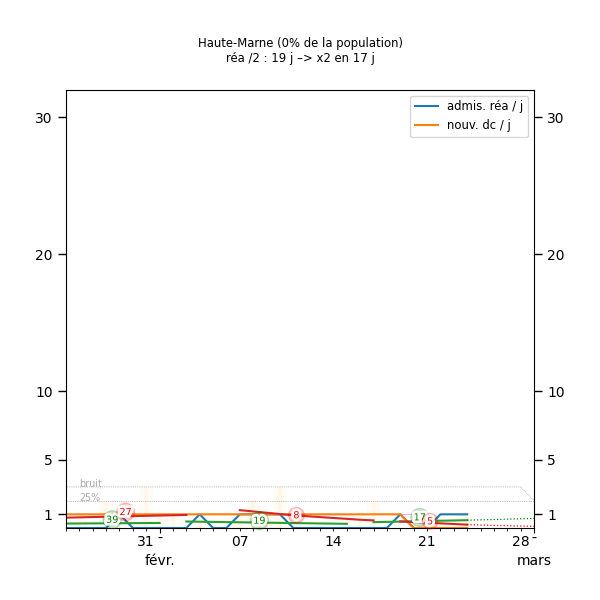 Haute-Marne (0% de la population)
réa /2 : 19 j –> x2 en 17 j
admis. réa / j
nouv. dc / j
30 30
20 20
10 10
5 5
bruit
25%
1 1
39 27 19 8 17 5
31 - 07 14 21 28 -
févr. mars